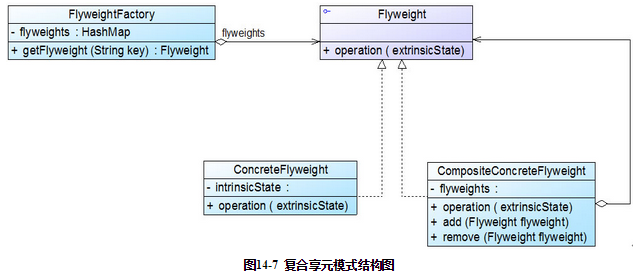 FlyweightFactory
- flyweights : HashMap
+ getFlyweight (String key) : Flyweight
flyweights
Flyweight
+ operation ( extrinsicState)
ConcreteFlyweight
- intrinsicState :
+ operation ( extrinsicState)
CompositeConcreteFlyweight
- flyweights :
+ operation ( extrinsicState)
+ add (Flyweight flyweight)
+ remove (Flyweight flyweight)
图14-7 复合享元模式结构图